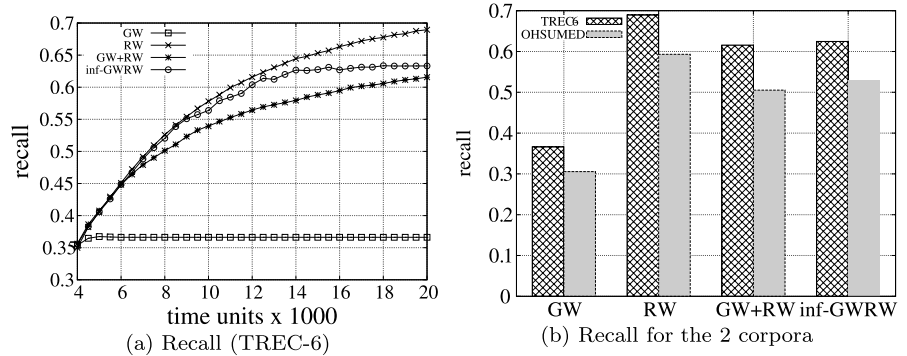 0.7
0.65
0.6
0.55
0.5
0.45
0.4
0.35
0.3
recall
GW
RW
GW+RW
inf-GWRW
4 6 8 10 12 14 16 18 20
time units x 1000
(a) Recall (TREC-6)
0.7
0.6
0.5
0.4
0.3
0.2
0.1
0
recall
TREC6
OHSUMED
GW RW GW+RW inf-GWRW
(b) Recall for the 2 corpora